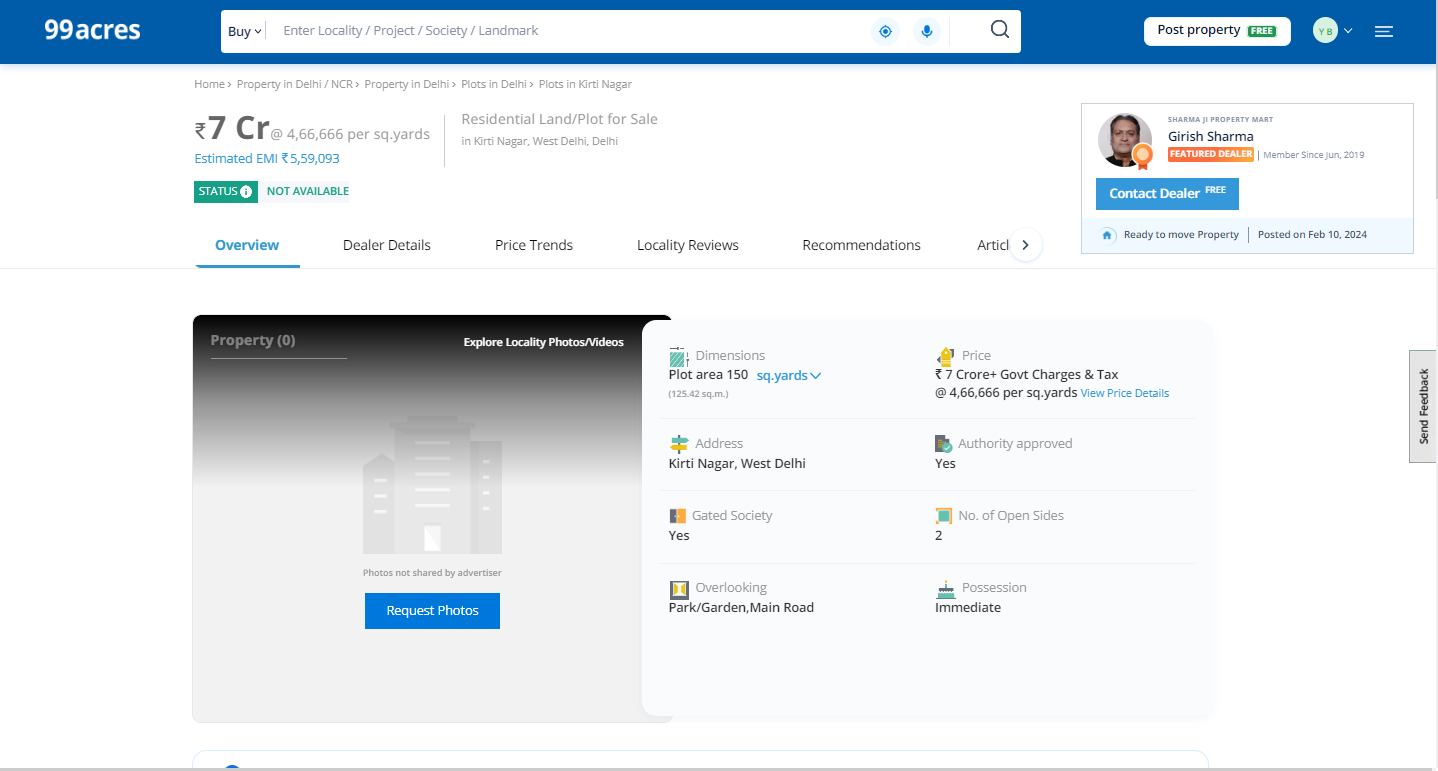 99acres
Buy
Enter Locality / Project / Society / Landmark
Post property FREE
Y B
Home › Property in Delhi / NCR › Property in Delhi › Plots in Delhi › Plots in Kirti Nagar
₹7 Cr@ 4,66,666 per sq.yards
Estimated EMI ₹5,59,093
Residential Land/Plot for Sale
in Kirti Nagar, West Delhi, Delhi
STATUS i NOT AVAILABLE
SHARMA JI PROPERTY MART
Girish Sharma
FEATURED DEALER | Member Since Jun, 2019
Contact Dealer FREE
Ready to move Property | Posted on Feb 10, 2024
Overview Dealer Details Price Trends Locality Reviews Recommendations Articl
Property (0)
Explore Locality Photos/Videos
Photos not shared by advertiser
Request Photos
Dimensions
Plot area 150 sq.yards
(125.42 sq.m.)
Price
₹ 7 Crore+ Govt Charges & Tax
@ 4,66,666 per sq.yards View Price Details
Address
Kirti Nagar, West Delhi
Authority approved
Yes
Gated Society
Yes
No. of Open Sides
2
Overlooking
Park/Garden,Main Road
Possession
Immediate
Send Feedback